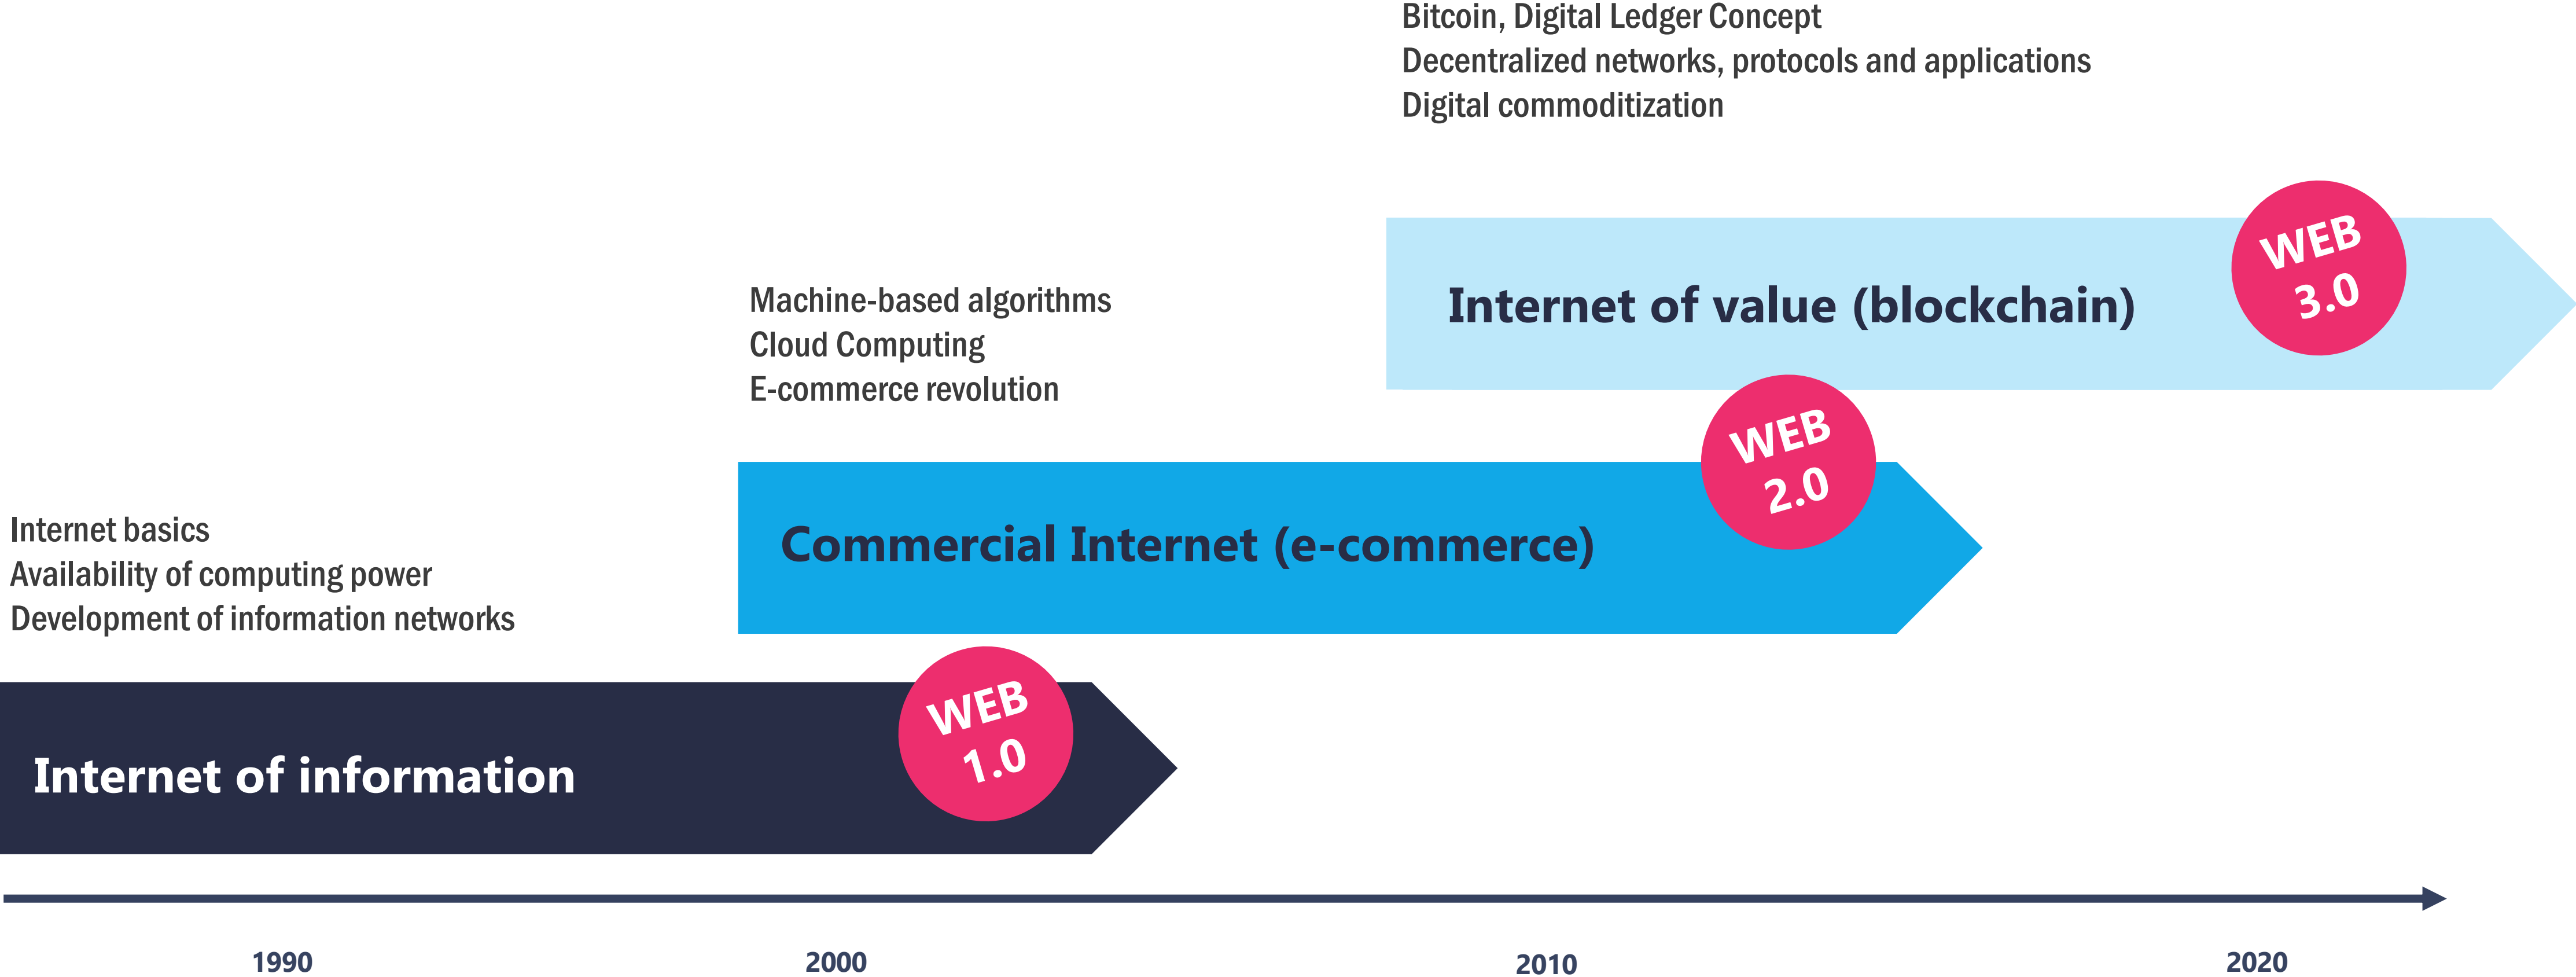 Bitcoin, Digital Ledger Concept
Decentralized networks, protocols and applications
Digital commoditization
WEB
3.0
Internet of value (blockchain)
Machine-based algorithms
Cloud Computing
E-commerce revolution
WEB
2.0
Commercial Internet (e-commerce)
Internet basics
Availability of computing power
Development of information networks
WEB
1.0
Internet of information
1990
2000
2010
2020